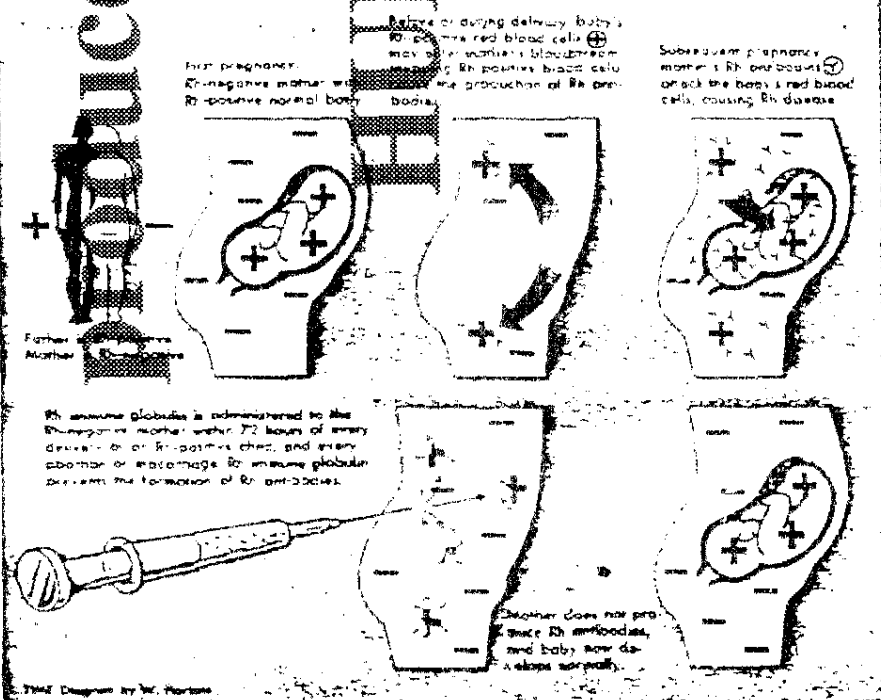 Father is Rh-positive
Mother is Rh-negative
First pregnancy:
Rh-negative mother with
Rh-positive normal baby
Before or during delivery, baby's
Rh-positive red blood cells
may enter mother's bloodstream
Rh positive blood cells
the production of Rh anti-
bodies.
Subsequent pregnancy
mother's Rh antibodies
attack the baby's red blood
cells, causing Rh disease
Rh immune globulin is administered to the
Rh-negative mother within 72 hours of every
delivery of an Rh-positive child, and every
abortion or miscarriage. Rh immune globulin
prevents the formation of Rh antibodies.
Mother does not pro-
duce Rh antibodies,
and baby now de-
velops normally.
TIME Diagram by W. Hortens